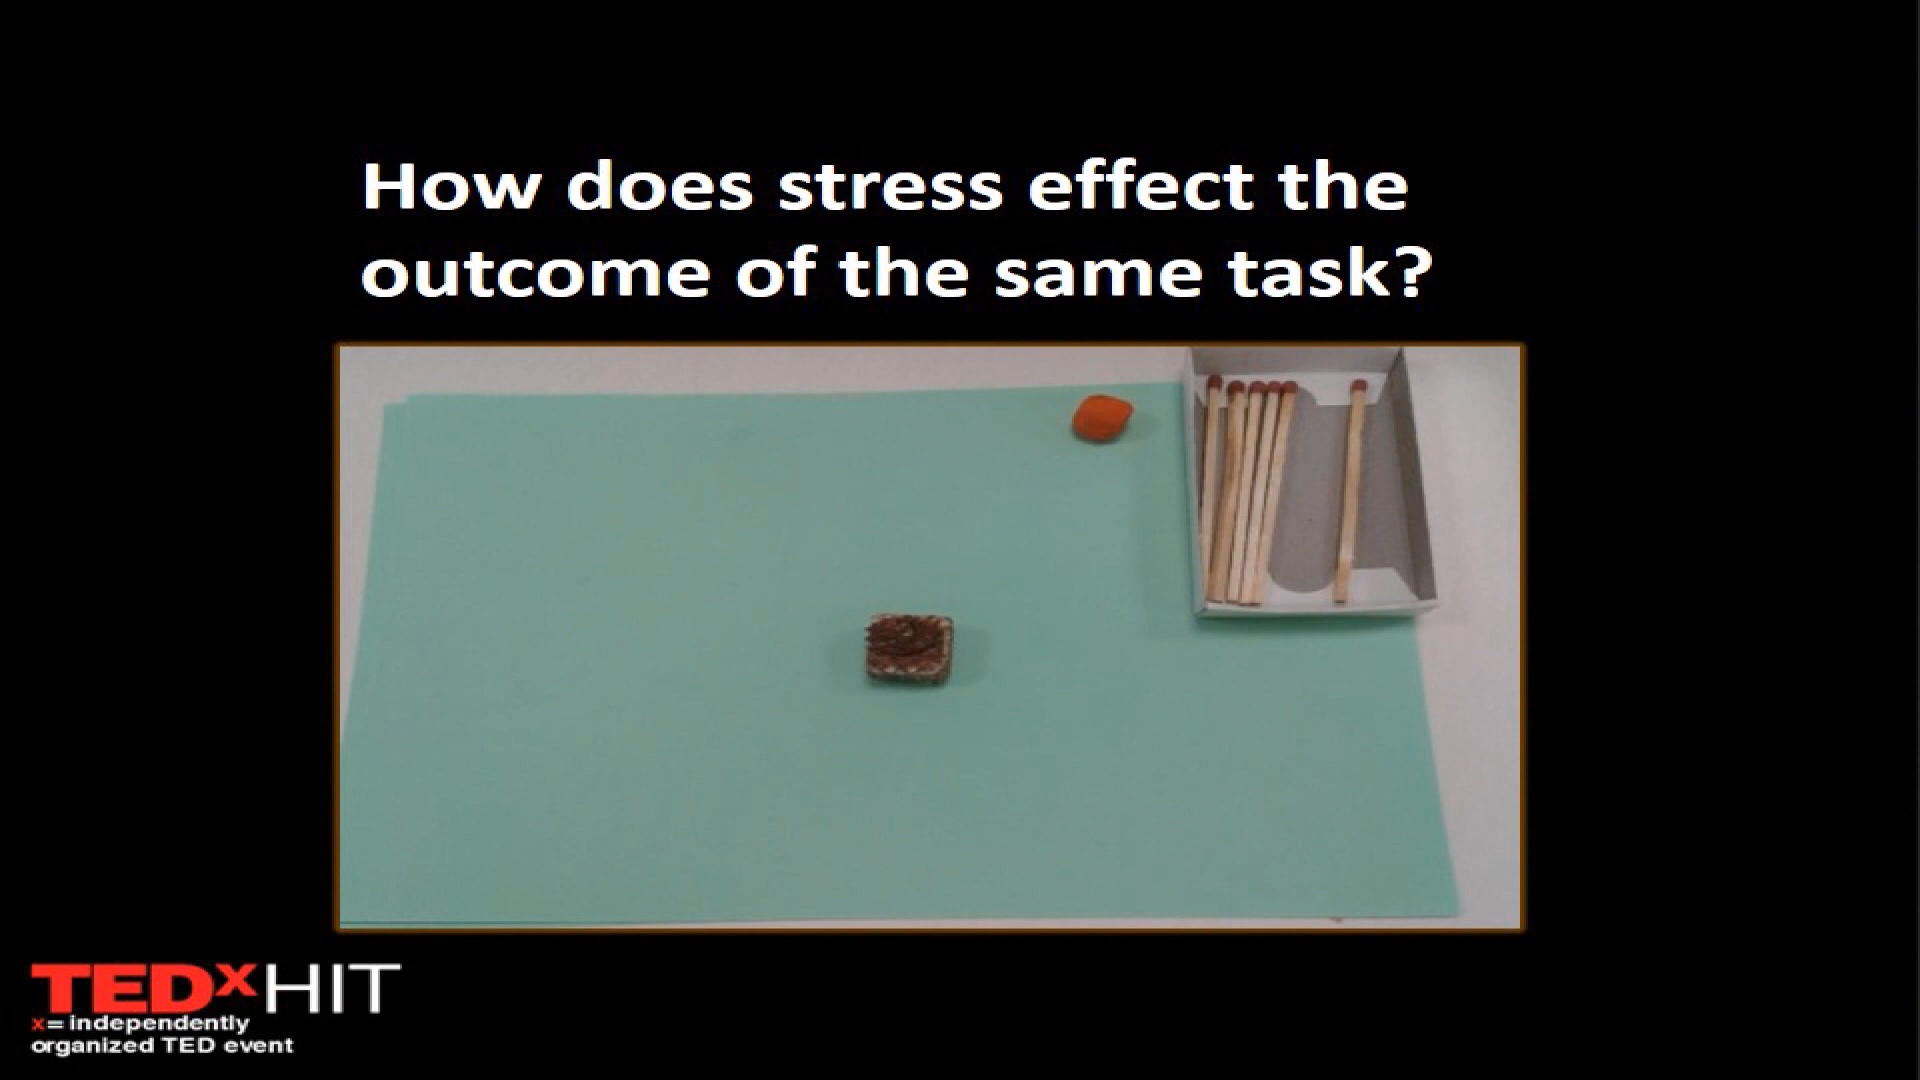 How does stress effect the
outcome of the same task?
TEDxHIT
x= independently
organized TED event